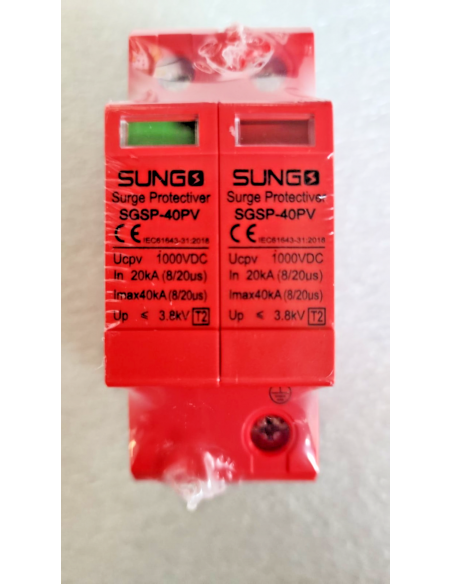 SUNGS
Surge Protectiver
SGSP-40PV
CE IEC61643-31:2018
Ucpv 1000VDC
In 20kA (8/20us)
Imax40kA (8/20us)
Up ≤ 3.8kV T2
SUNGS
Surge Protectiver
SGSP-40PV
CE IEC61643-31:2018
Ucpv 1000VDC
In 20kA (8/20us)
Imax40kA (8/20us)
Up ≤ 3.8kV T2